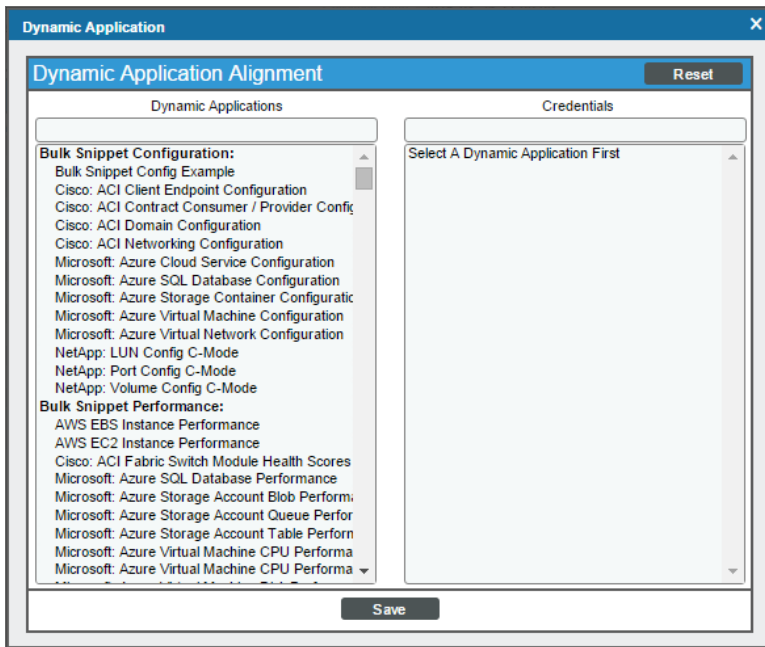 Dynamic Application
Dynamic Application Alignment
Reset
Dynamic Applications
Credentials
Bulk Snippet Configuration:
Bulk Snippet Config Example
Cisco: ACI Client Endpoint Configuration
Cisco: ACI Contract Consumer / Provider Config
Cisco: ACI Domain Configuration
Cisco: ACI Networking Configuration
Microsoft: Azure Cloud Service Configuration
Microsoft: Azure SQL Database Configuration
Microsoft: Azure Storage Container Configuratic
Microsoft: Azure Virtual Machine Configuration
Microsoft: Azure Virtual Network Configuration
NetApp: LUN Config C-Mode
NetApp: Port Config C-Mode
NetApp: Volume Config C-Mode
Bulk Snippet Performance:
AWS EBS Instance Performance
AWS EC2 Instance Performance
Cisco: ACI Fabric Switch Module Health Scores
Microsoft: Azure SQL Database Performance
Microsoft: Azure Storage Account Blob Performa
Microsoft: Azure Storage Account Queue Perfor
Microsoft: Azure Storage Account Table Perforn
Microsoft: Azure Virtual Machine CPU Performa
Microsoft: Azure Virtual Machine CPU Performa
Select A Dynamic Application First
Save